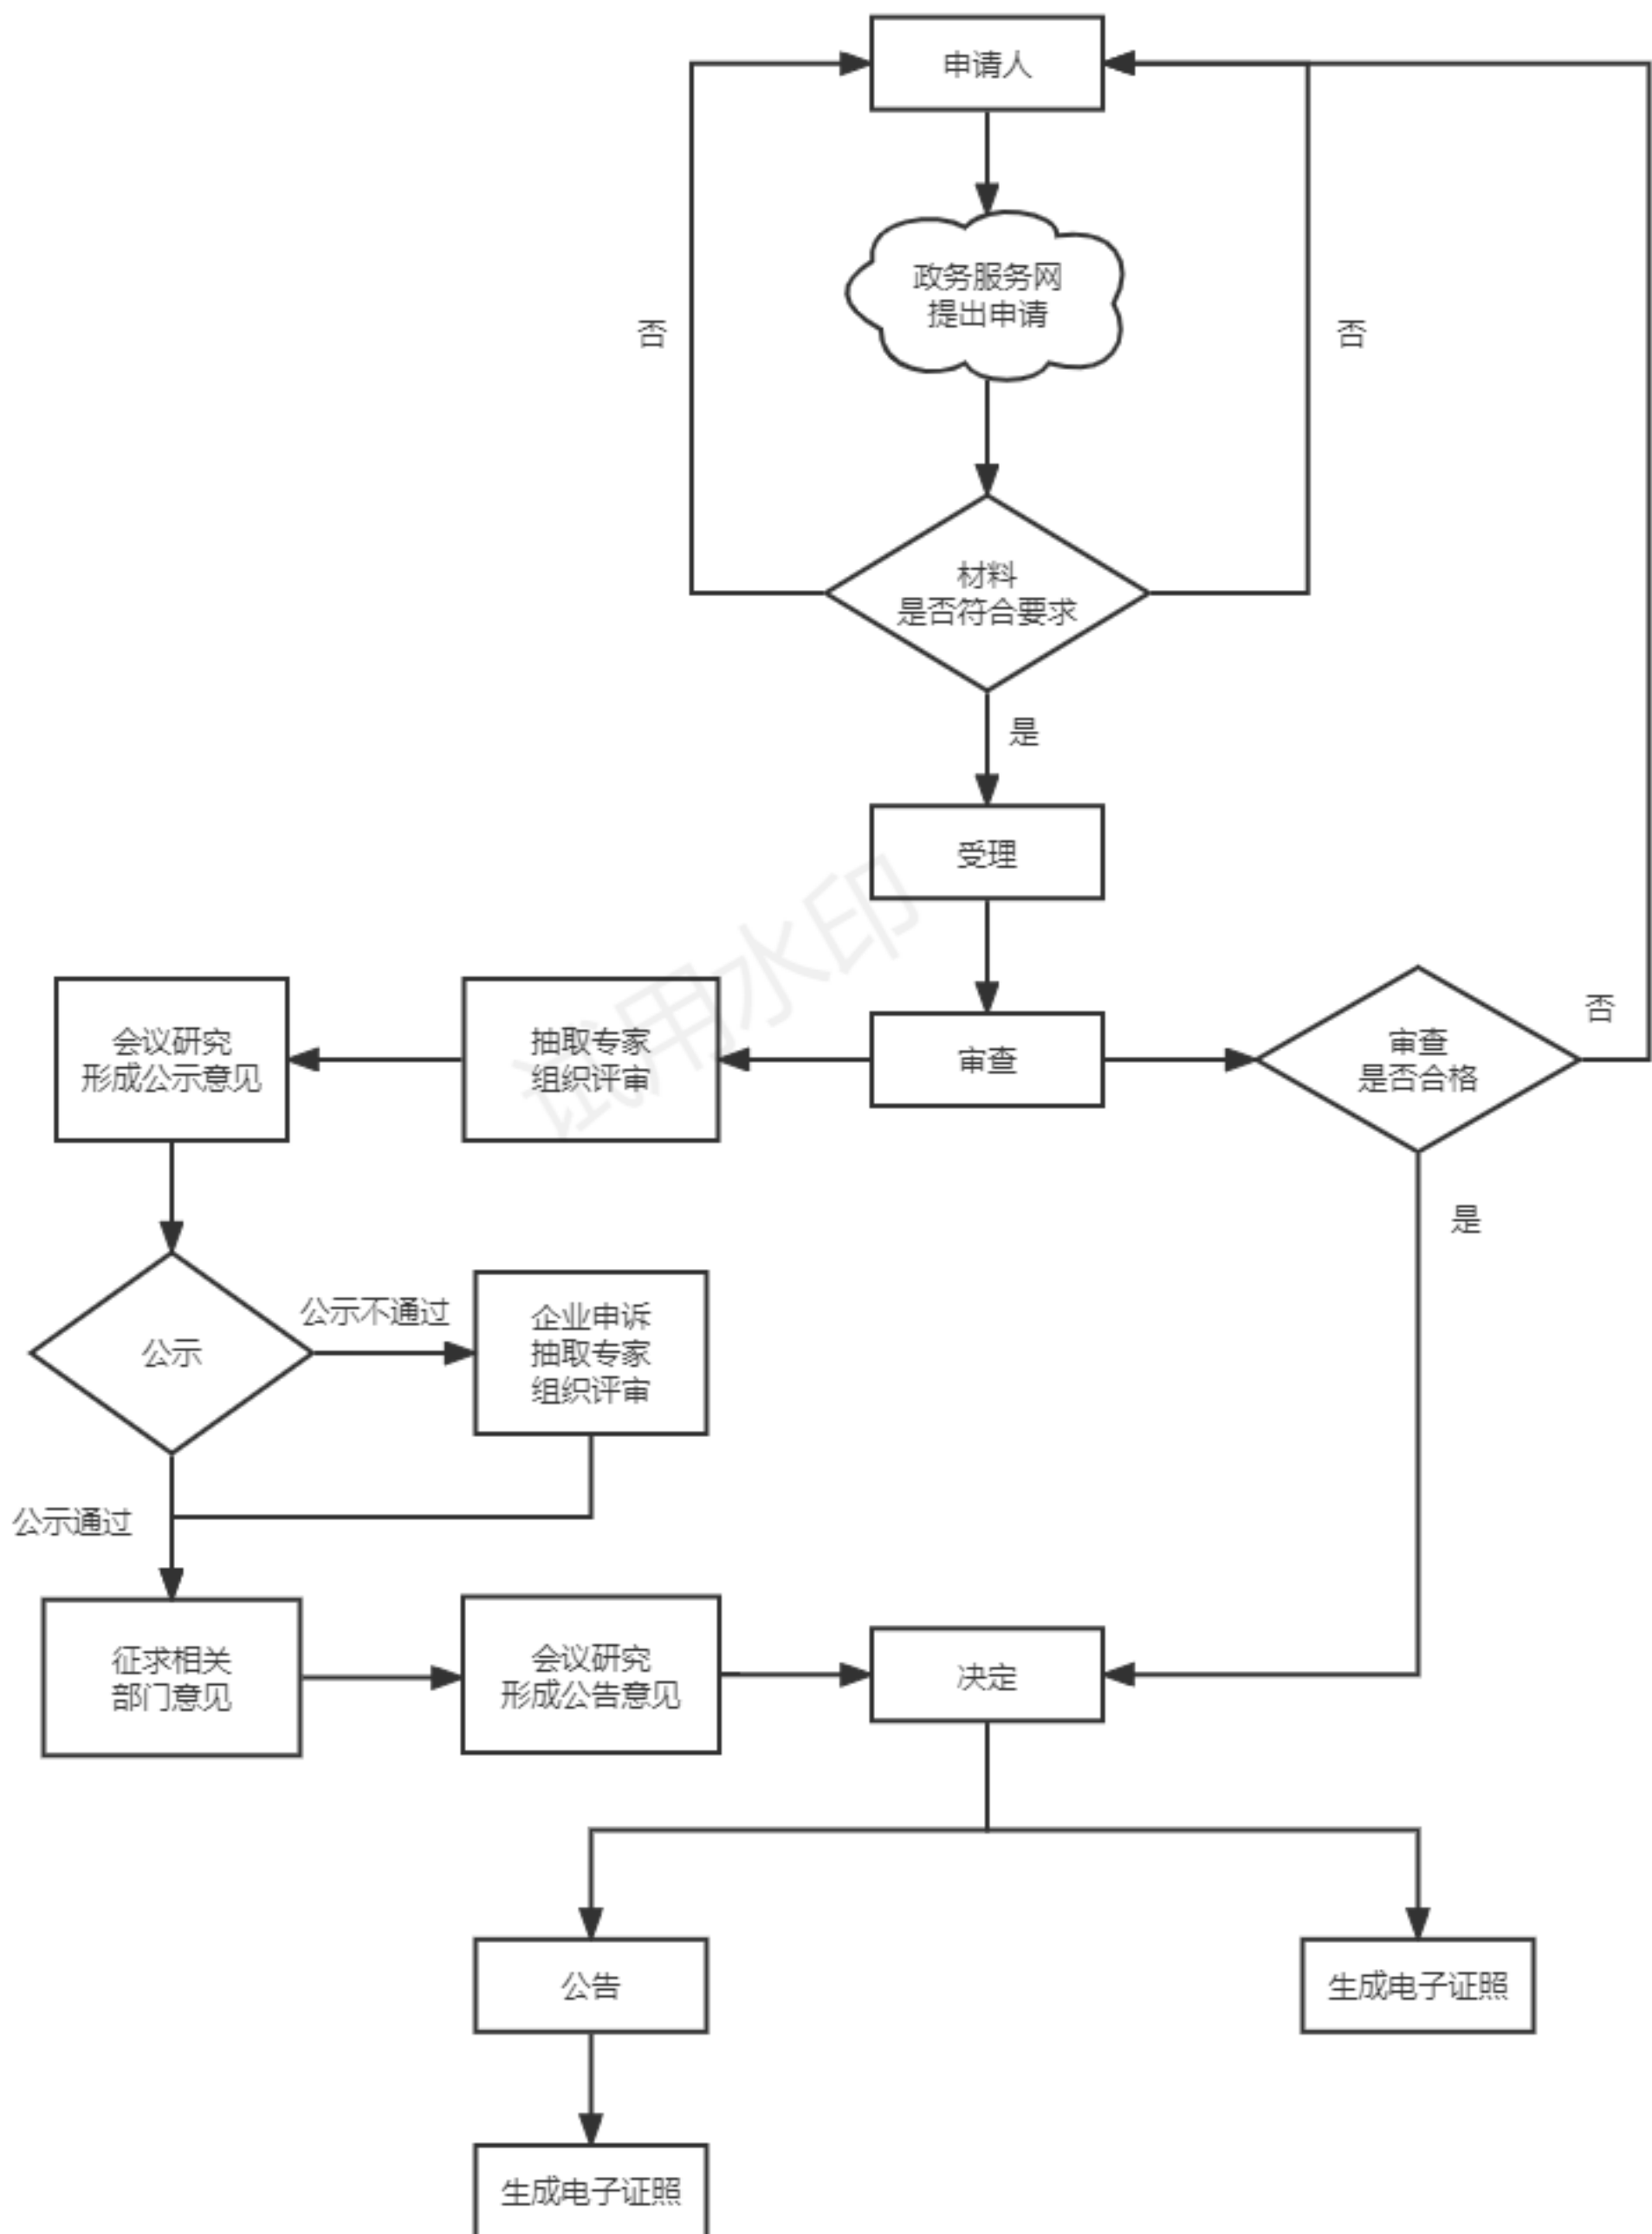 申请人
政务服务网
提出申请
否
否
材料
是否符合要求
是
受理
试用水印
会议研究
形成公示意见
抽取专家
组织评审
审查
审查
是否合格
否
是
公示
公示不通过
企业申诉
抽取专家
组织评审
公示通过
征求相关
部门意见
会议研究
形成公告意见
决定
公告
生成电子证照
生成电子证照